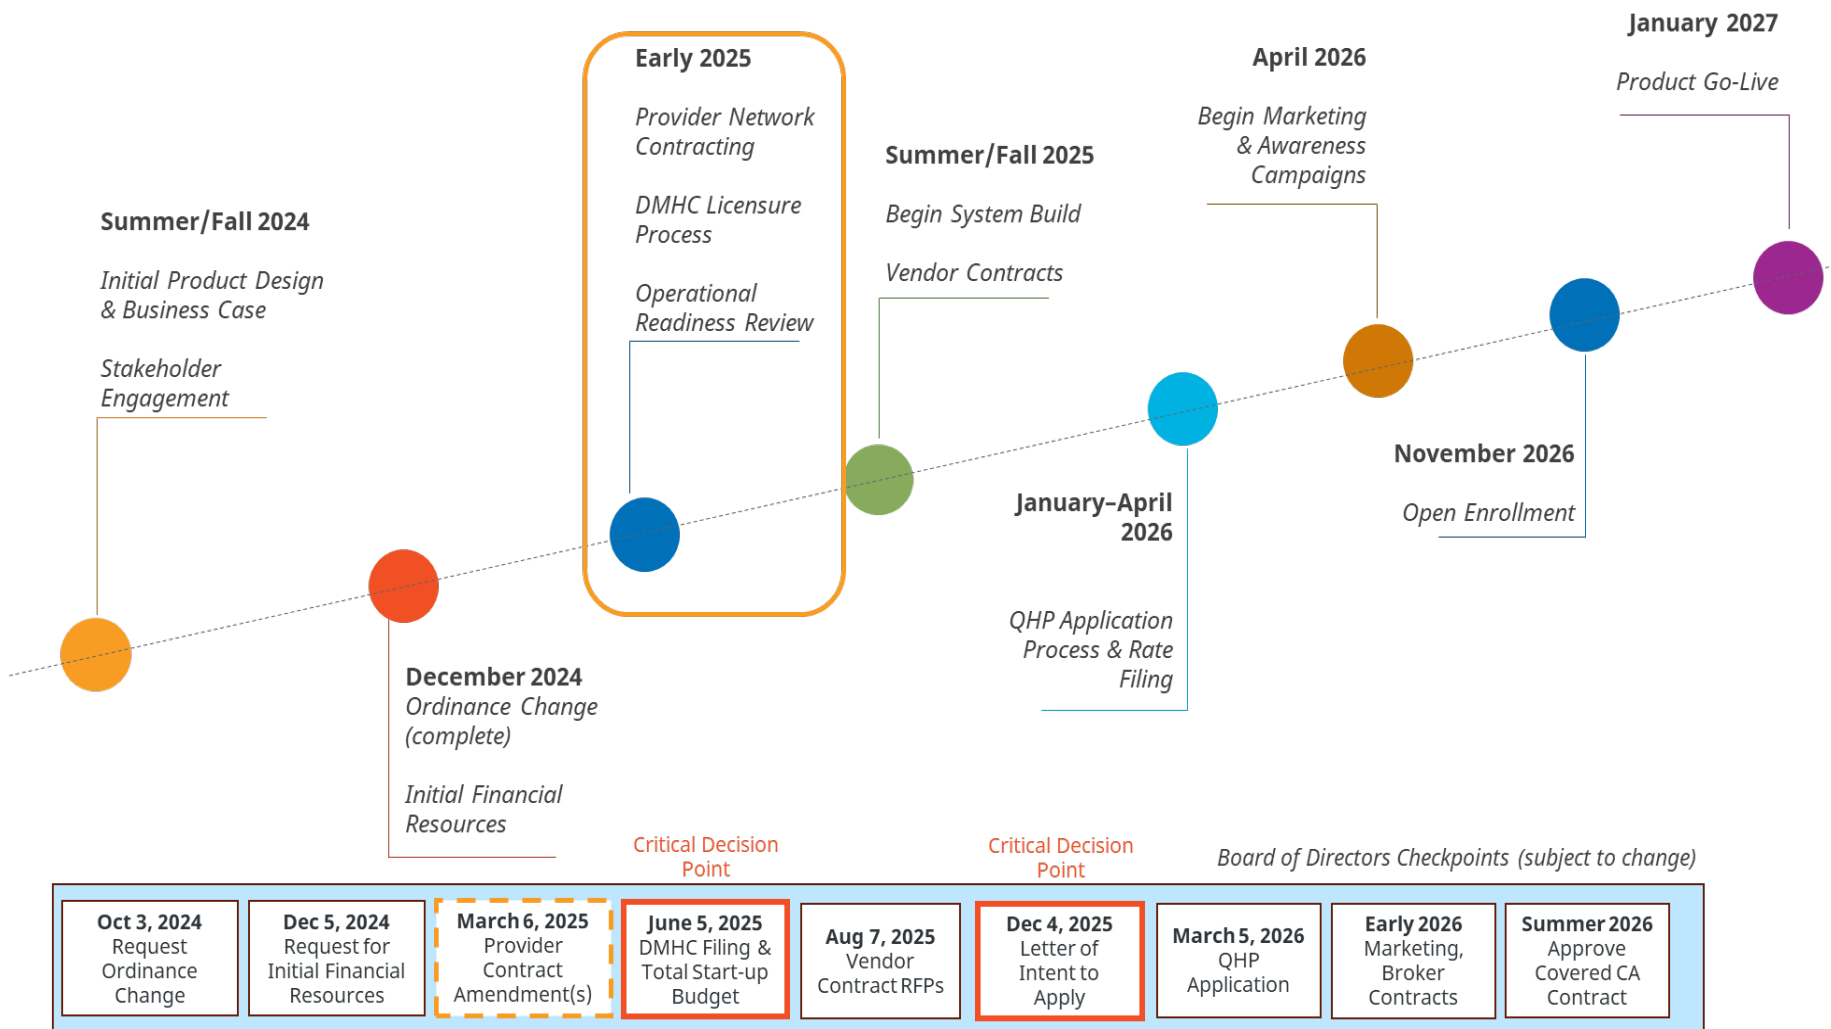 Summer/Fall 2024
Initial Product Design
& Business Case
Stakeholder
Engagement
December 2024
Ordinance Change
(complete)
Initial Financial
Resources
Early 2025
Provider Network
Contracting
DMHC Licensure
Process
Operational
Readiness Review
Summer/Fall 2025
Begin System Build
Vendor Contracts
January–April
2026
QHP Application
Process & Rate
Filing
April 2026
Begin Marketing
& Awareness
Campaigns
November 2026
Open Enrollment
January 2027
Product Go-Live
Critical Decision
Point
Critical Decision
Point
Board of Directors Checkpoints (subject to change)
Oct 3, 2024
Request
Ordinance
Change
Dec 5, 2024
Request for
Initial Financial
Resources
March 6, 2025
Provider
Contract
Amendment(s)
June 5, 2025
DMHC Filing &
Total Start-up
Budget
Aug 7, 2025
Vendor
Contract RFPs
Dec 4, 2025
Letter of
Intent to
Apply
March 5, 2026
QHP
Application
Early 2026
Marketing,
Broker
Contracts
Summer 2026
Approve
Covered CA
Contract